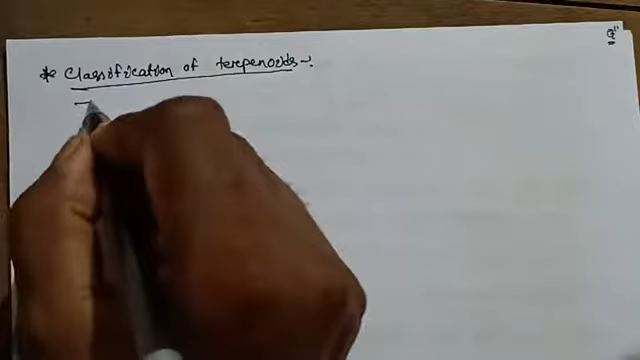 * Classification of terpenoids ~: